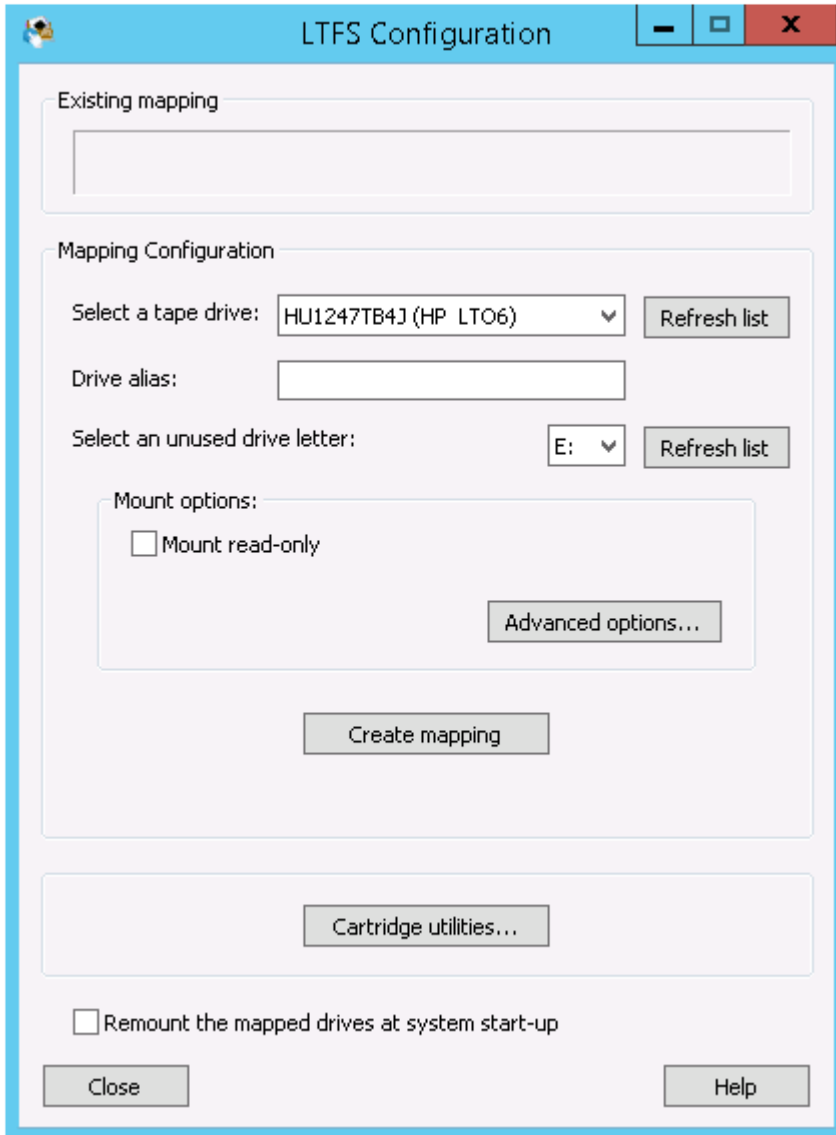 LTFS Configuration
Existing mapping
Mapping Configuration
Select a tape drive: HU1247TB4J (HP LTO6) Refresh list
Drive alias:
Select an unused drive letter: E: Refresh list
Mount options:
Mount read-only
Advanced options...
Create mapping
Cartridge utilities...
Remount the mapped drives at system start-up
Close Help